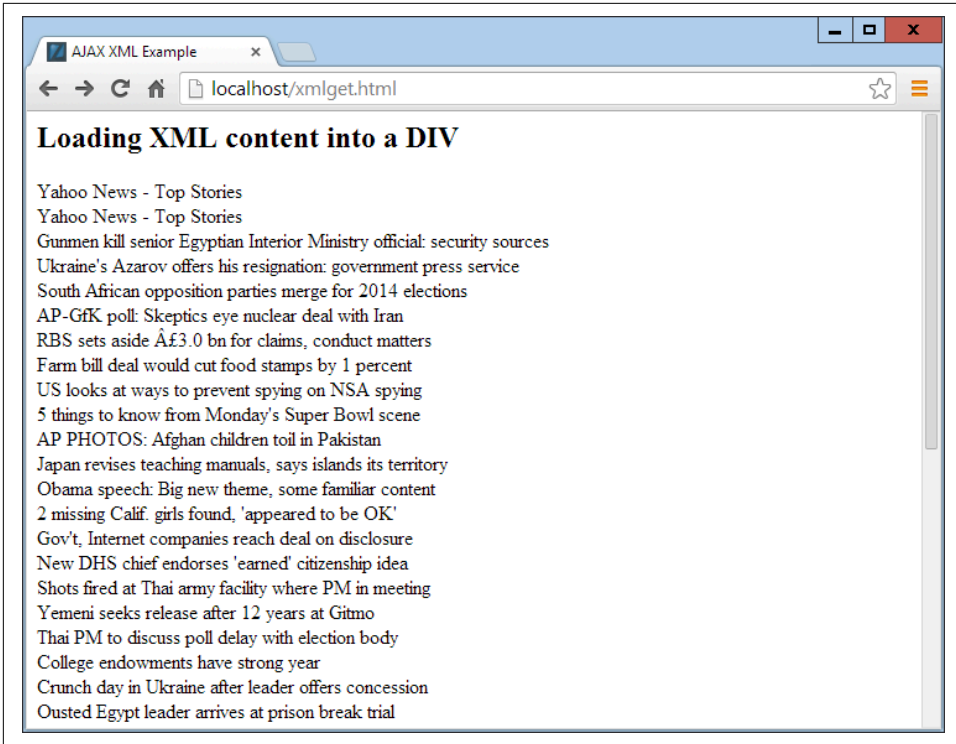 AJAX XML Example
localhost/xmlget.html
Loading XML content into a DIV
Yahoo News - Top Stories
Yahoo News - Top Stories
Gunmen kill senior Egyptian Interior Ministry official: security sources
Ukraine's Azarov offers his resignation: government press service
South African opposition parties merge for 2014 elections
AP-GfK poll: Skeptics eye nuclear deal with Iran
RBS sets aside Â£3.0 bn for claims, conduct matters
Farm bill deal would cut food stamps by 1 percent
US looks at ways to prevent spying on NSA spying
5 things to know from Monday's Super Bowl scene
AP PHOTOS: Afghan children toil in Pakistan
Japan revises teaching manuals, says islands its territory
Obama speech: Big new theme, some familiar content
2 missing Calif. girls found, 'appeared to be OK'
Gov't, Internet companies reach deal on disclosure
New DHS chief endorses 'earned' citizenship idea
Shots fired at Thai army facility where PM in meeting
Yemeni seeks release after 12 years at Gitmo
Thai PM to discuss poll delay with election body
College endowments have strong year
Crunch day in Ukraine after leader offers concession
Ousted Egypt leader arrives at prison break trial